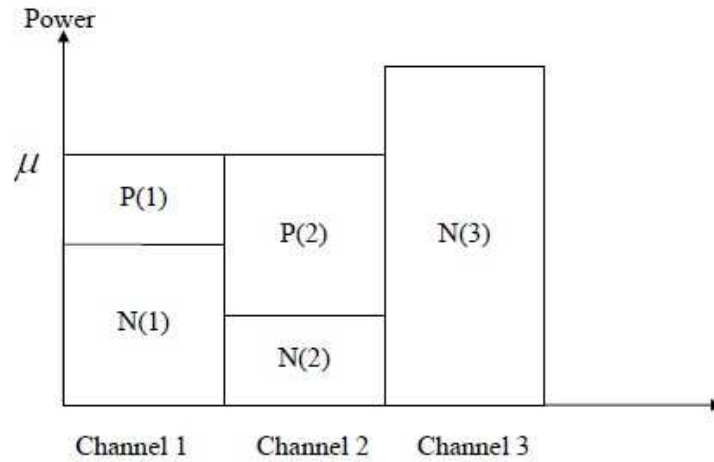 Power
μ
P(1)
P(2)
N(3)
N(1)
N(2)
Channel 1 Channel 2 Channel 3